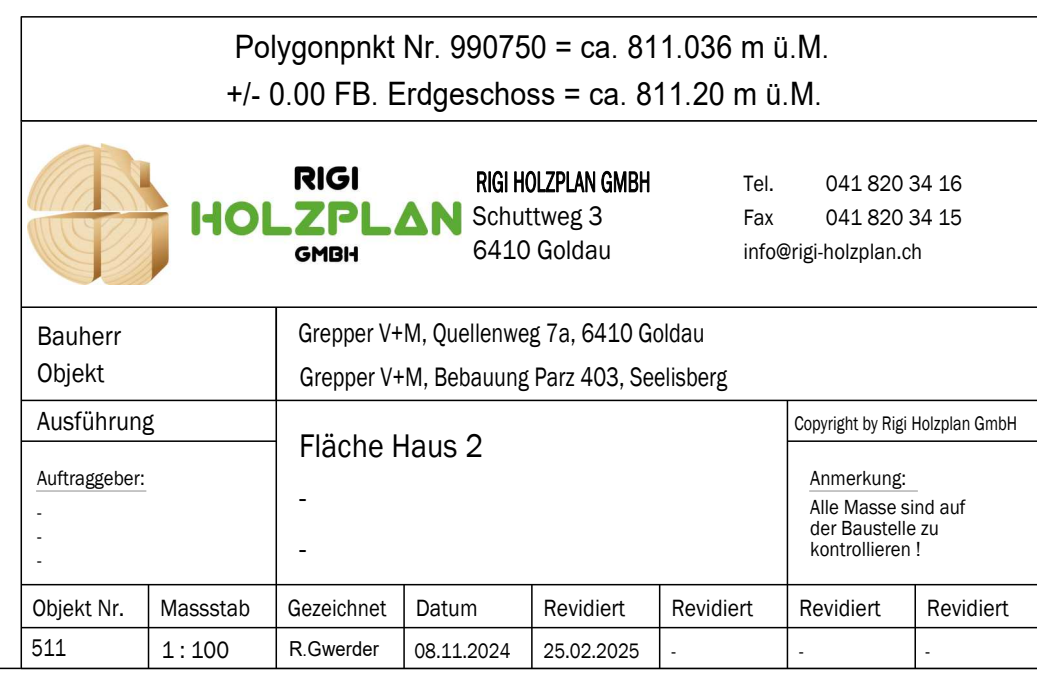 Polygonpnkt Nr. 990750 = ca. 811.036 m ü.M.
+/- 0.00 FB. Erdgeschoss = ca. 811.20 m ü.M.
RIGI
HOLZPLAN
GMBH
RIGI HOLZPLAN GMBH
Schuttweg 3
6410 Goldau
Tel. 041 820 34 16
Fax 041 820 34 15
info@rigi-holzplan.ch
Bauherr
Grepper V+M, Quellenweg 7a, 6410 Goldau
Objekt
Grepper V+M, Bebauung Parz 403, Seelisberg
Ausführung
Auftraggeber:
-
-
-
Fläche Haus 2
-
-
Copyright by Rigi Holzplan GmbH
Anmerkung:
Alle Masse sind auf
der Baustelle zu
kontrollieren !
Objekt Nr. Massstab Gezeichnet Datum Revidiert Revidiert Revidiert Revidiert
511 1 : 100 R.Gwerder 08.11.2024 25.02.2025 - - -